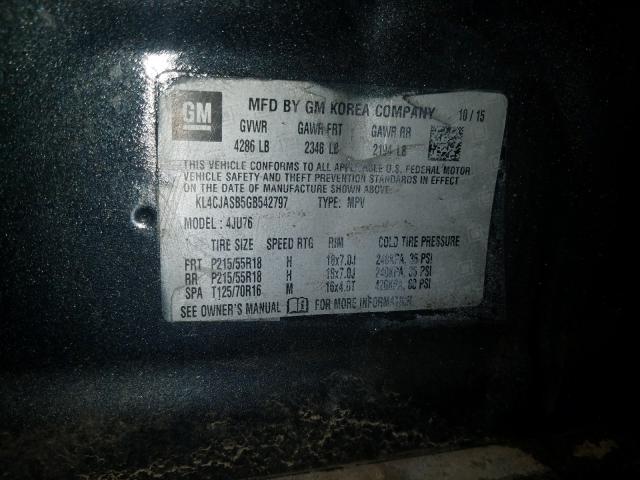 GM MFD BY GM KOREA COMPANY 10/15
GVWR GAWR FRT GAWR RR
4286 LB 2348 LB 2194 LB
THIS VEHICLE CONFORMS TO ALL APPLICABLE U.S. FEDERAL MOTOR
VEHICLE SAFETY AND THEFT PREVENTION STANDARDS IN EFFECT
ON THE DATE OF MANUFACTURE SHOWN ABOVE.
KL4CJASB5GB542797 TYPE: MPV
MODEL: 4JU76
TIRE SIZE SPEED RTG RIM COLD TIRE PRESSURE
FRT P215/55R18 H 18x7.0J 240KPA, 35 PSI
RR P215/55R18 H 18x7.0J 240KPA, 35 PSI
SPA T125/70R16 M 16x4.0T 420KPA, 60 PSI
SEE OWNER'S MANUAL FOR MORE INFORMATION.